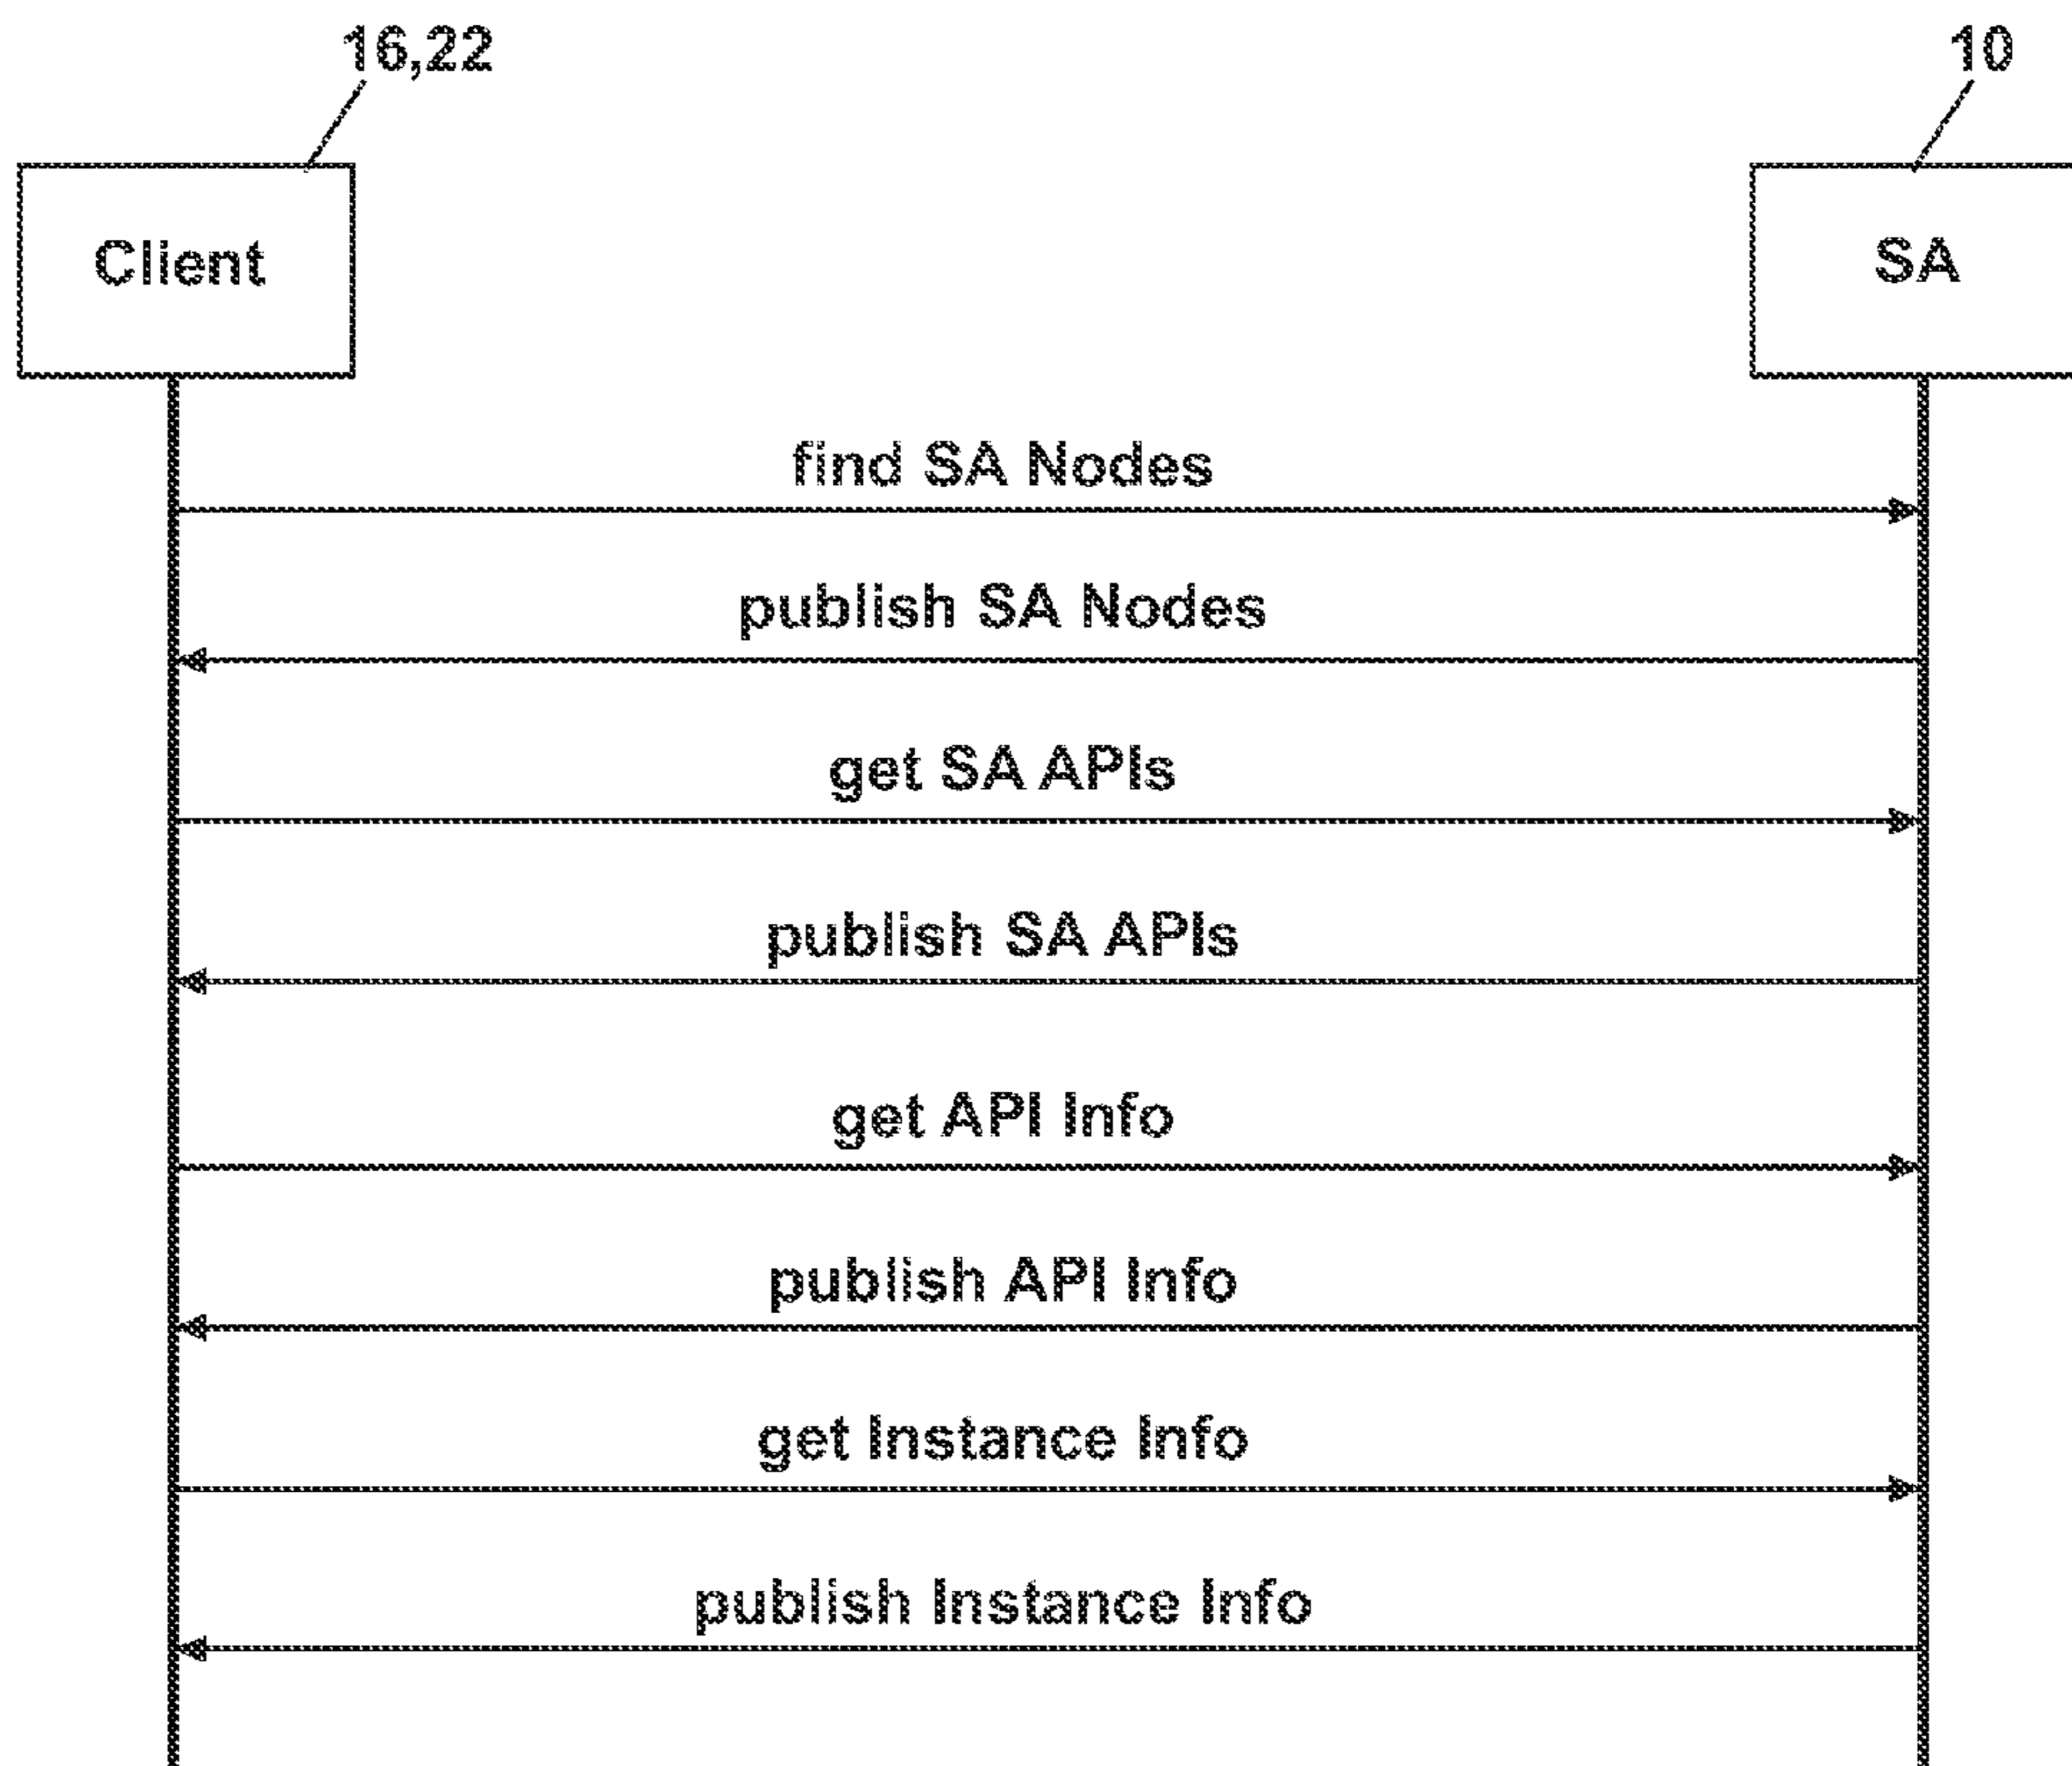 16,22
10
Client
SA
find SA Nodes
publish SA Nodes
get SA APIs
publish SA APIs
get API Info
publish API Info
get Instance Info
publish Instance Info